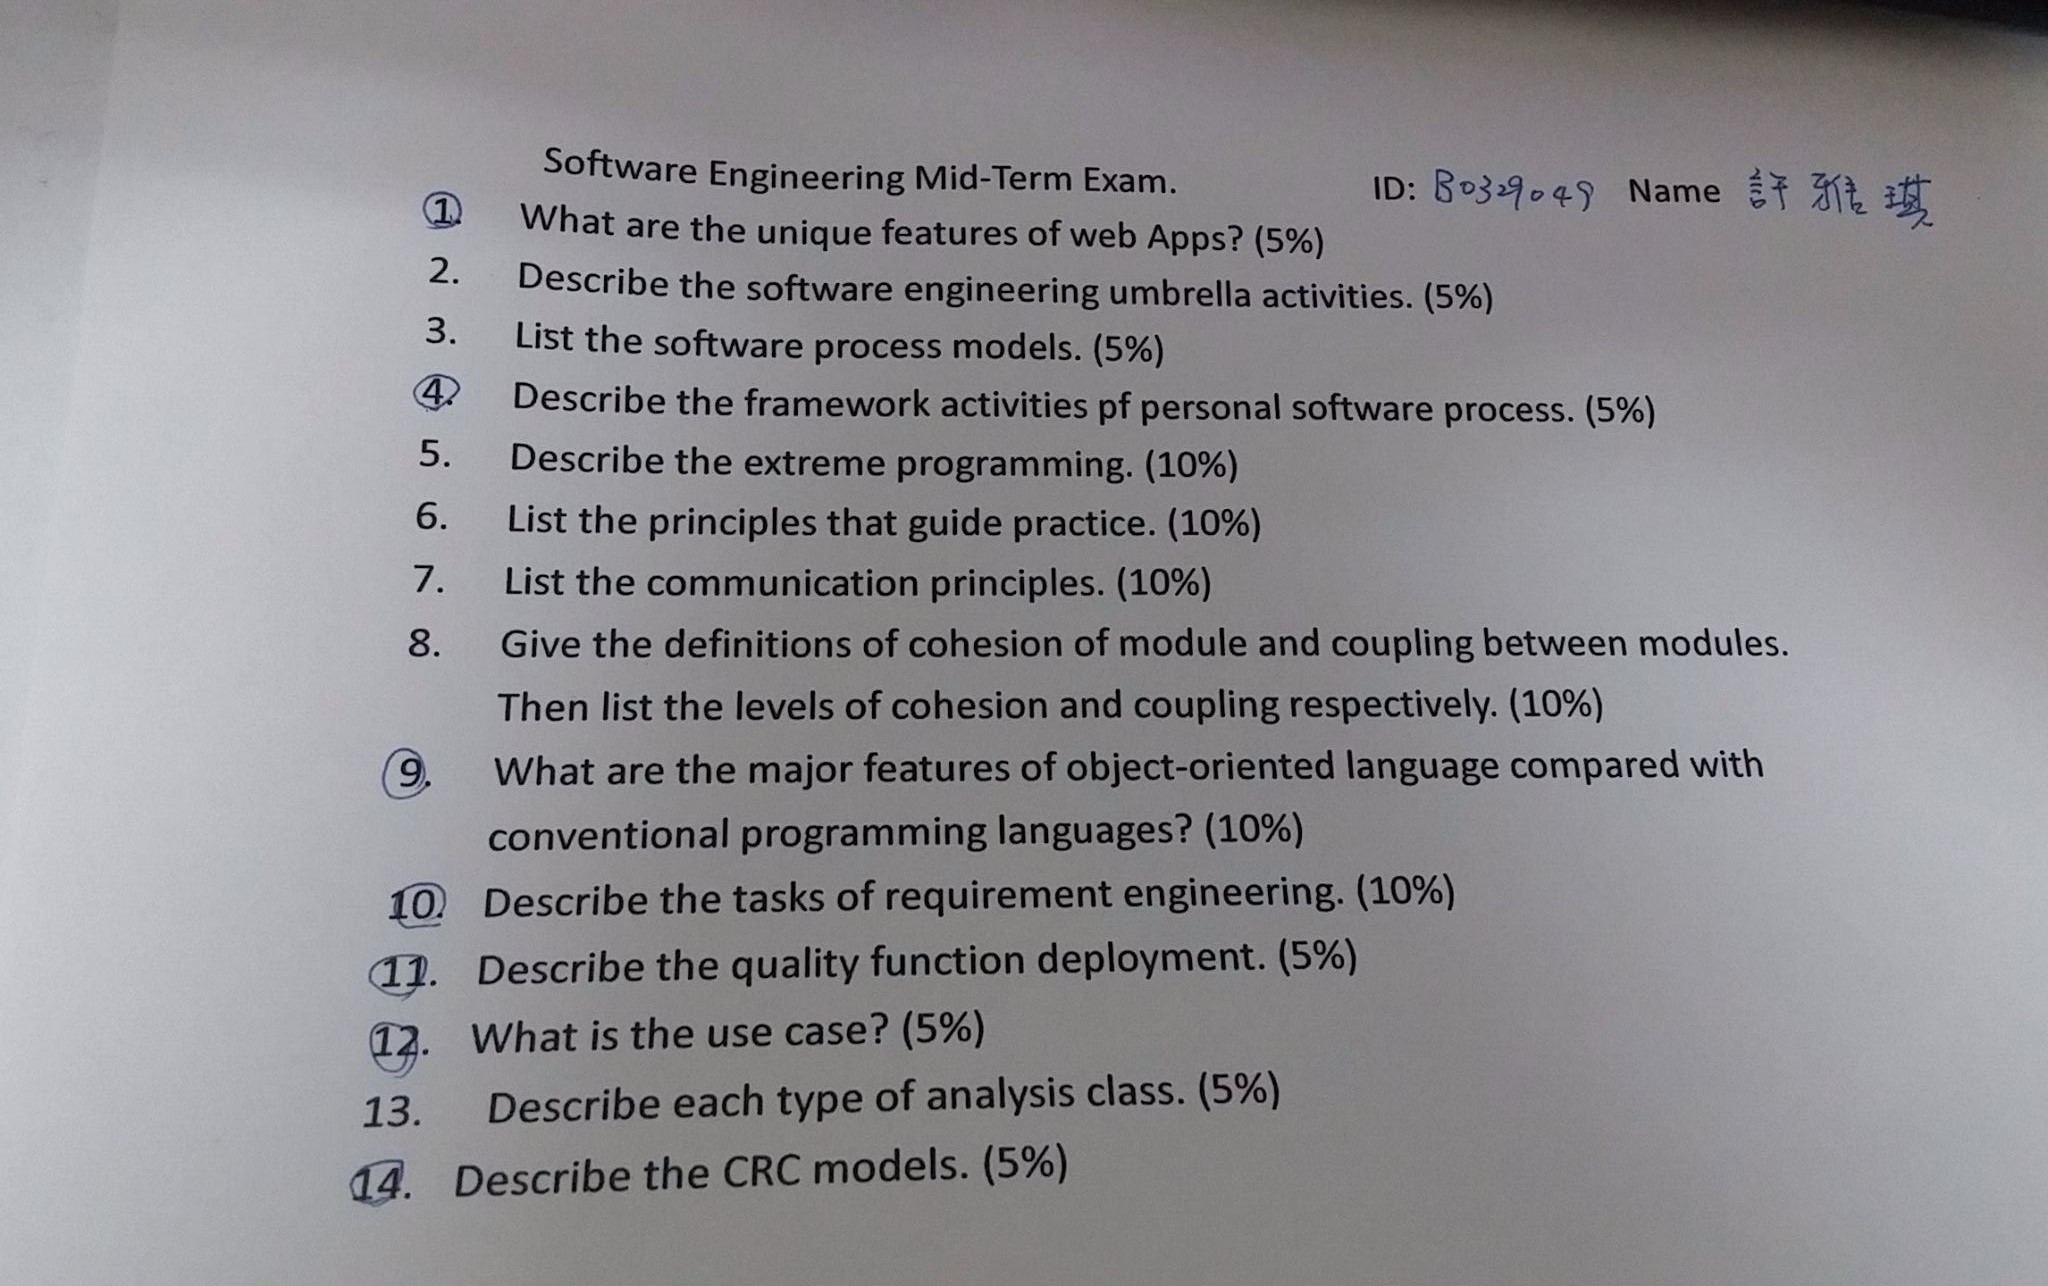 Software Engineering Mid-Term Exam. ID: B0329049 Name 許雅琪
1. What are the unique features of web Apps? (5%)
2. Describe the software engineering umbrella activities. (5%)
3. List the software process models. (5%)
4. Describe the framework activities pf personal software process. (5%)
5. Describe the extreme programming. (10%)
6. List the principles that guide practice. (10%)
7. List the communication principles. (10%)
8. Give the definitions of cohesion of module and coupling between modules.
Then list the levels of cohesion and coupling respectively. (10%)
9. What are the major features of object-oriented language compared with
conventional programming languages? (10%)
10. Describe the tasks of requirement engineering. (10%)
11. Describe the quality function deployment. (5%)
12. What is the use case? (5%)
13. Describe each type of analysis class. (5%)
14. Describe the CRC models. (5%)